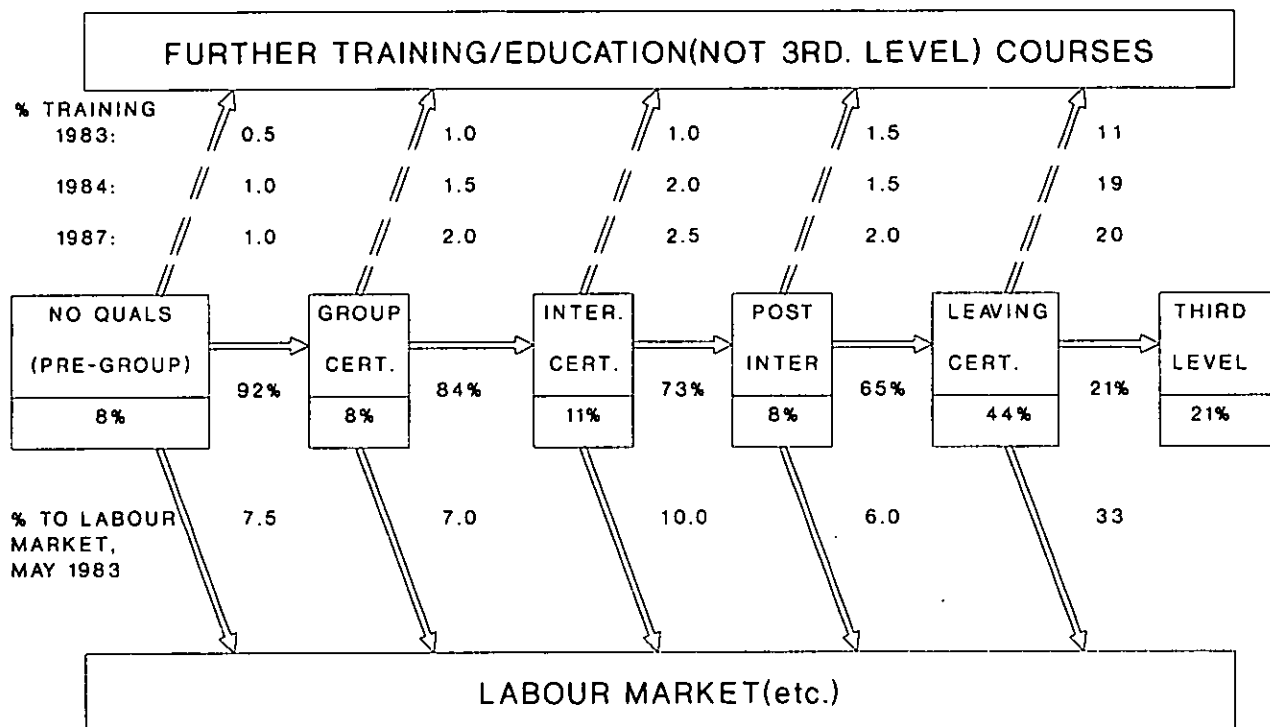 FURTHER TRAINING/EDUCATION(NOT 3RD. LEVEL) COURSES
% TRAINING
1983: 0.5 1.0 1.0 1.5 11
1984: 1.0 1.5 2.0 1.5 19
1987: 1.0 2.0 2.5 2.0 20
NO QUALS GROUP INTER. POST LEAVING THIRD
(PRE-GROUP) CERT. CERT. INTER CERT. LEVEL
92% 84% 73% 65% 21%
8% 8% 11% 8% 44% 21%
% TO LABOUR 7.5 7.0 10.0 6.0 33
MARKET,
MAY 1983
LABOUR MARKET(etc.)